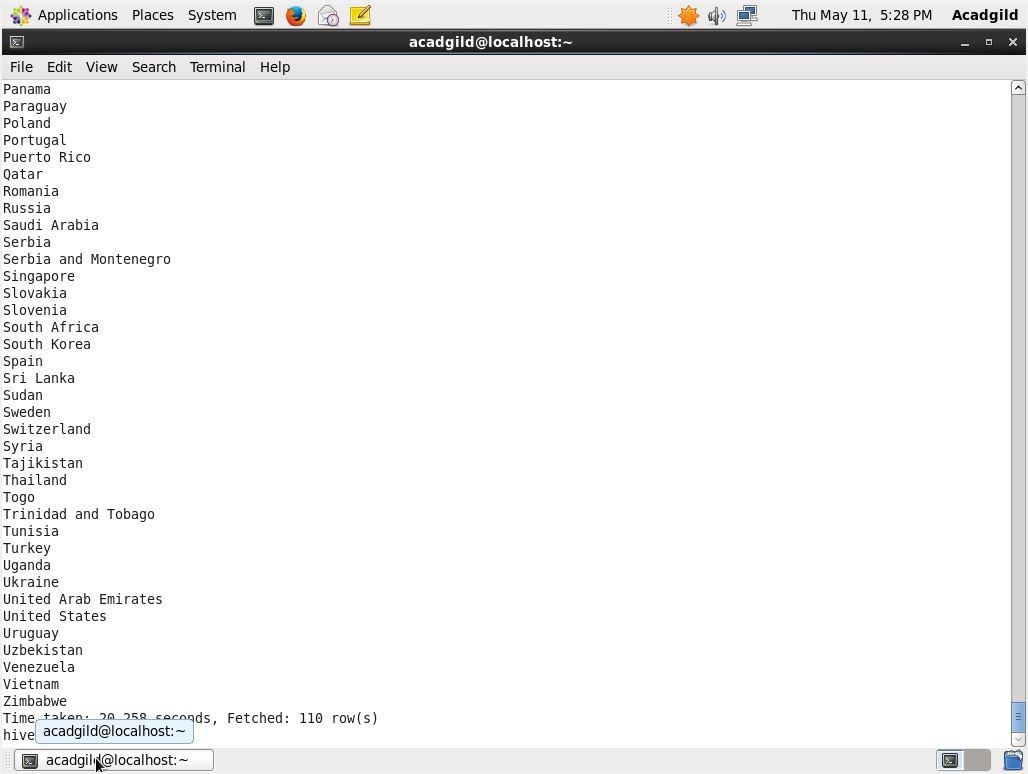 Applications Places System Thu May 11, 5:28 PM Acadgild
acadgild@localhost:~
File Edit View Search Terminal Help
Panama
Paraguay
Poland
Portugal
Puerto Rico
Qatar
Romania
Russia
Saudi Arabia
Serbia
Serbia and Montenegro
Singapore
Slovakia
Slovenia
South Africa
South Korea
Spain
Sri Lanka
Sudan
Sweden
Switzerland
Syria
Tajikistan
Thailand
Togo
Trinidad and Tobago
Tunisia
Turkey
Uganda
Ukraine
United Arab Emirates
United States
Uruguay
Uzbekistan
Venezuela
Vietnam
Zimbabwe
Time taken: 20.258 seconds, Fetched: 110 row(s)
hive
acadgild@localhost:~
acadgild@localhost:~